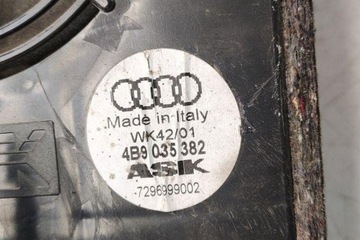 Made in Italy
WK42/01
4B9 035 382
ASK
7296999002